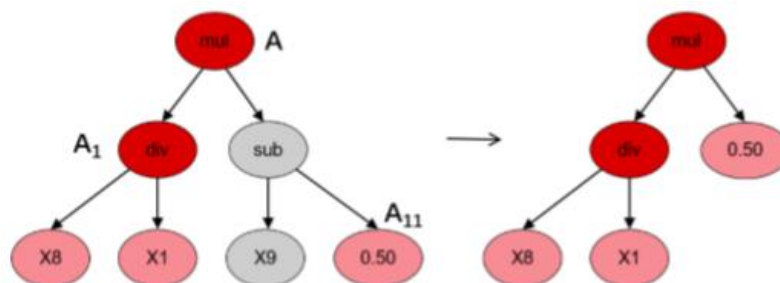 mul A mul
A₁ div sub div 0.50
A₁₁
X8 X1 X9 0.50 X8 X1